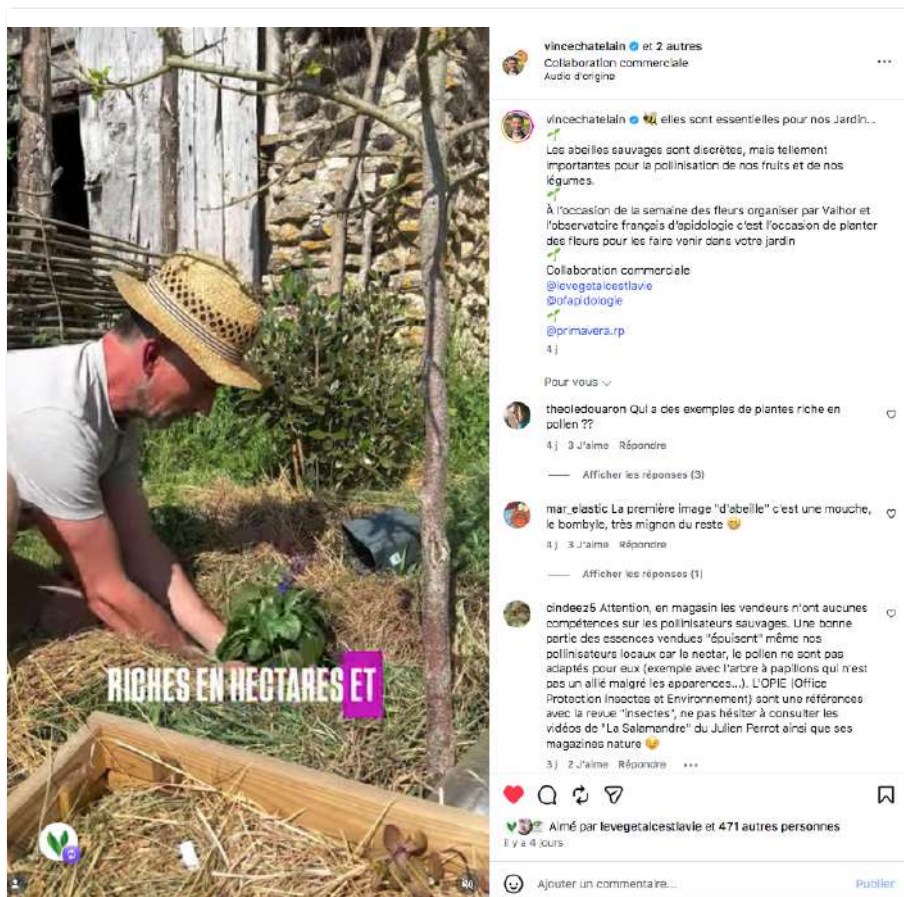 vincechatelain et 2 autres
Collaboration commerciale
Audio d'origine
vincechatelain 🐝 elles sont essentielles pour nos Jardin...
🌱
Les abeilles sauvages sont discrètes, mais tellement
importantes pour la pollinisation de nos fruits et de nos
légumes.
🌱
À l'occasion de la semaine des fleurs organiser par Valhor et
l'observatoire français d'apidologie c'est l'occasion de planter
des fleurs pour les faire venir dans votre jardin
🌱
Collaboration commerciale
@levegetalcestlavie
@ofapidologie
🌱
@primavera.rp
4 j
Pour vous
theoledouaron Qui a des exemples de plantes riche en
pollen ??
4 j 3 J'aime Répondre
Afficher les réponses (3)
mar_elastic La première image "d'abeille" c'est une mouche,
le bombyle, très mignon du reste
4 j 3 J'aime Répondre
Afficher les réponses (1)
cindeez5 Attention, en magasin les vendeurs n'ont aucunes
compétences sur les pollinisateurs sauvages. Une bonne
partie des essences vendues "épuisent" même nos
pollinisateurs locaux car le nectar, le pollen ne sont pas
adaptés pour eux (exemple avec l'arbre à papillons qui n'est
pas un allié malgré les apparences...). L'OPIE (Office
Protection Insectes et Environnement) sont une références
avec la revue "insectes", ne pas hésiter à consulter les
vidéos de "La Salamandre" du Julien Perrot ainsi que ses
magazines nature 😉
3 j 2 J'aime Répondre •••
RICHES EN HECTARES ET
Aimé par levegetalcestlavie et 471 autres personnes
il y a 4 jours
Ajouter un commentaire...
Publier